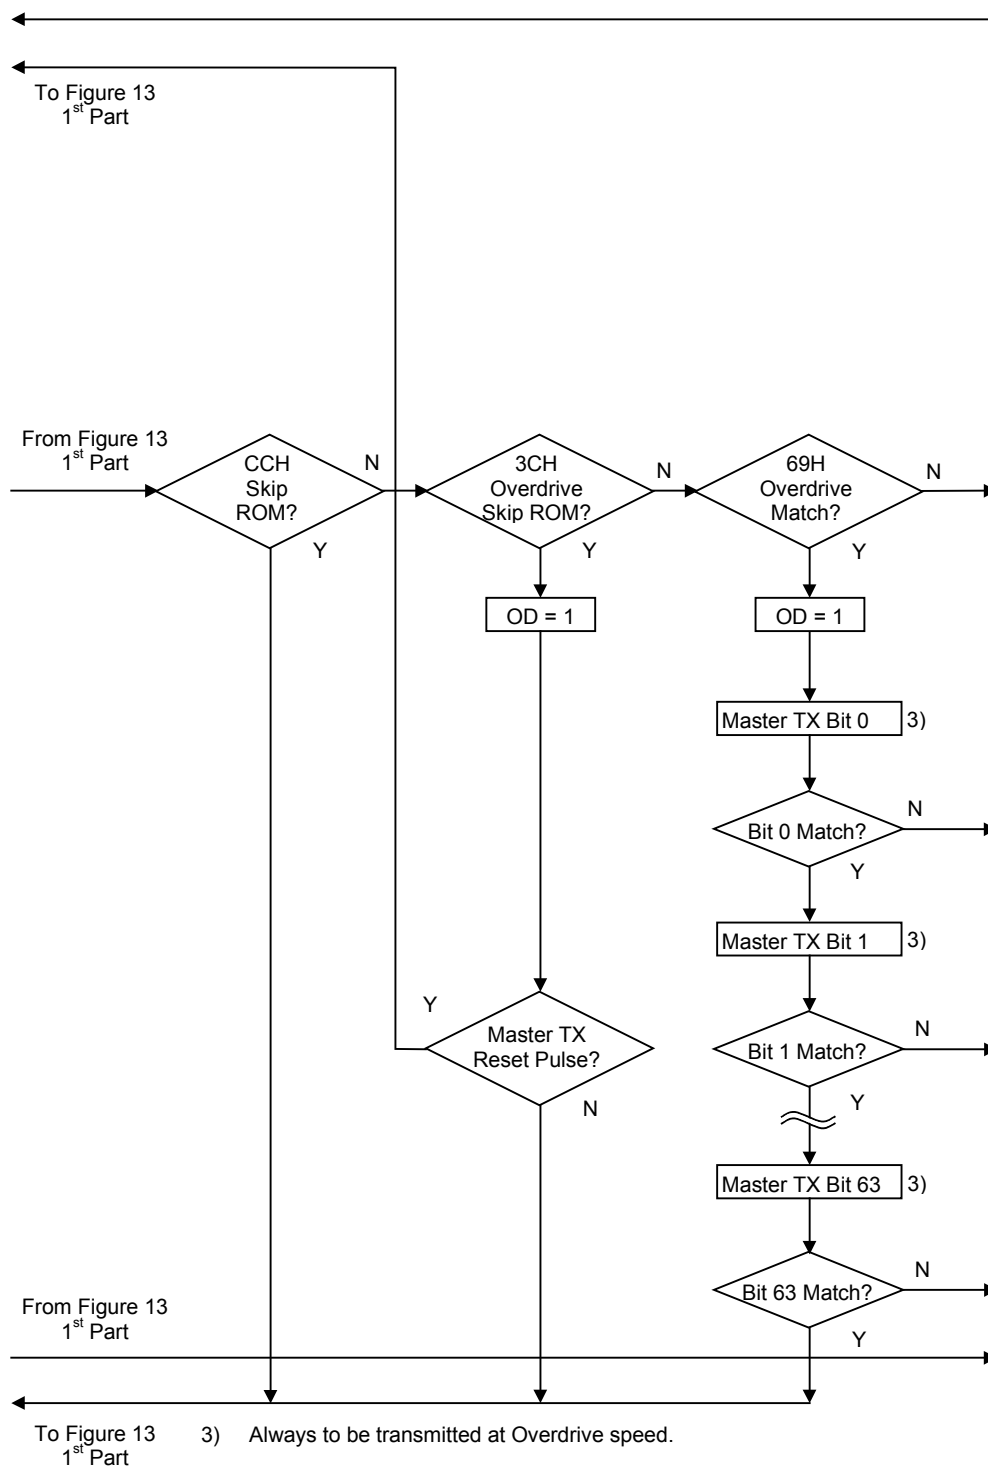 To Figure 13
1st Part
From Figure 13
1st Part
CCH
Skip
ROM?
N
Y
3CH
Overdrive
Skip ROM?
N
Y
69H
Overdrive
Match?
N
Y
OD = 1
OD = 1
Master TX Bit 0
3)
Bit 0 Match?
N
Y
Master TX Bit 1
3)
Y
Master TX
Reset Pulse?
N
Bit 1 Match?
N
Y
Master TX Bit 63
3)
Bit 63 Match?
N
Y
From Figure 13
1st Part
To Figure 13
1st Part
3) Always to be transmitted at Overdrive speed.